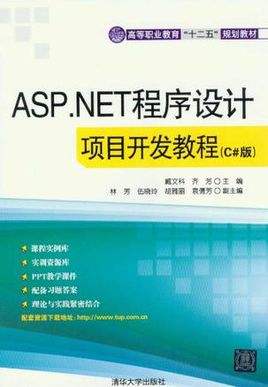 高等职业教育“十二五”规划教材
ASP.NET程序设计
项目开发教程(C#版)
臧文科 齐芳 主编
林芳 伍晓玲 胡雅丽 袁倩芳 副主编
课程实例库
实训资源库
PPT教学课件
配备习题答案
理论与实践紧密结合
配套资源下载地址: http://www.tup.com.cn
清华大学出版社